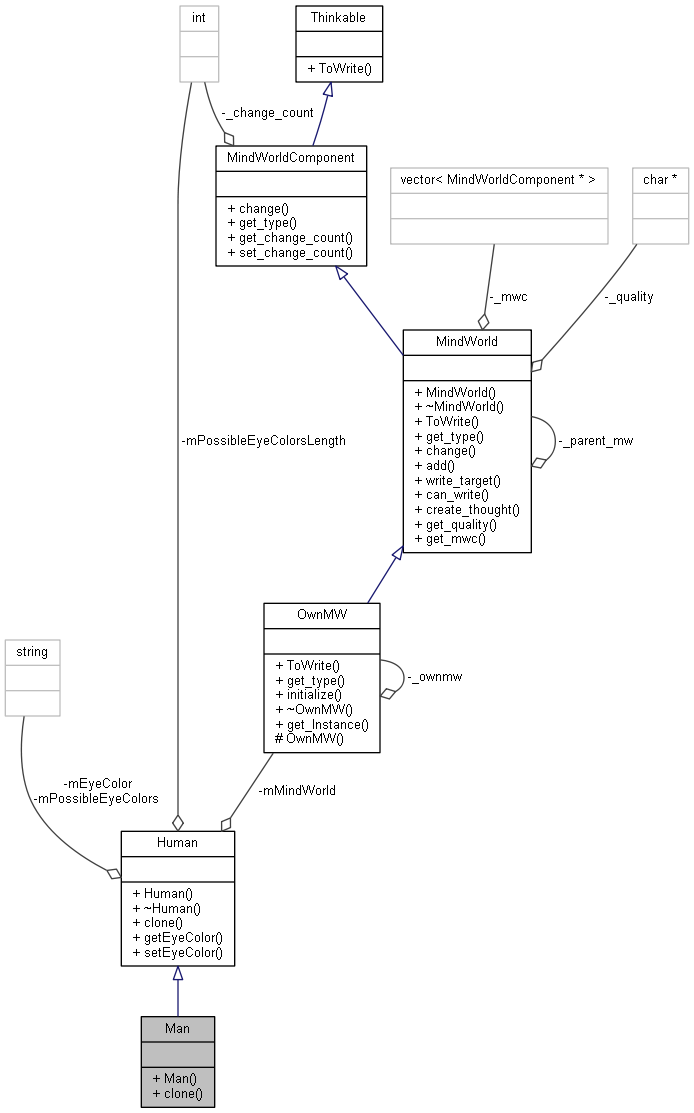 int
Thinkable
+ ToWrite()
-_change_count
MindWorldComponent
+ change()
+ get_type()
+ get_change_count()
+ set_change_count()
vector< MindWorldComponent * >
char *
-_mwc
-_quality
MindWorld
+ MindWorld()
+ ~MindWorld()
+ ToWrite()
+ get_type()
+ change()
+ add()
+ write_target()
+ can_write()
+ create_thought()
+ get_quality()
+ get_mwc()
-_parent_mw
-mPossibleEyeColorsLength
OwnMW
+ ToWrite()
+ get_type()
+ initialize()
+ ~OwnMW()
+ get_Instance()
# OwnMW()
-_ownmw
string
-mEyeColor
-mPossibleEyeColors
-mMindWorld
Human
+ Human()
+ ~Human()
+ clone()
+ getEyeColor()
+ setEyeColor()
Man
+ Man()
+ clone()